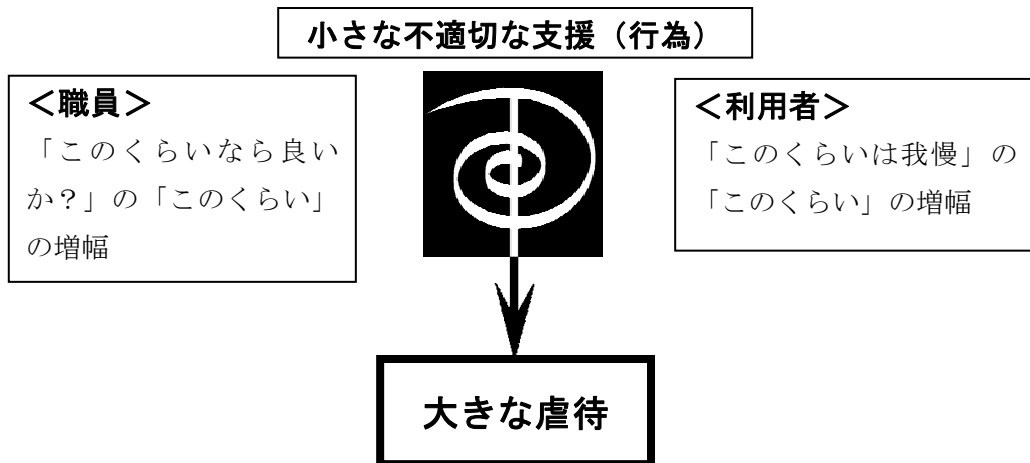 小さな不適切な支援（行為）
＜職員＞
「このくらいなら良い
か？」の「このくらい」
の増幅
＜利用者＞
「このくらいは我慢」の
「このくらい」の増幅
大きな虐待